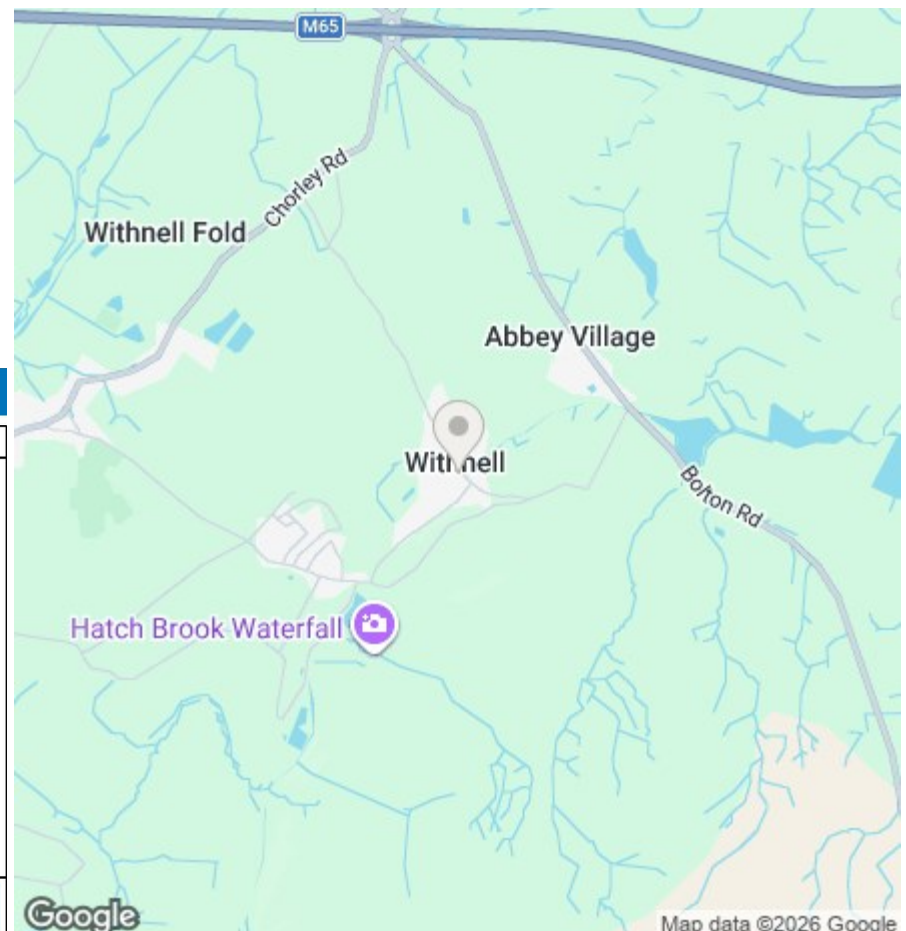 M65
Chorley Rd
Withnell Fold
Abbey Village
Withnell
Bolton Rd
Hatch Brook Waterfall
Google
Map data ©2026 Google